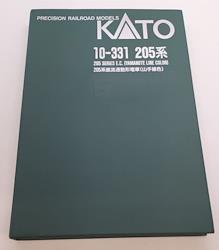 PRECISION RAILROAD MODELS
KATO
10-331 205系
205 SERIES E.C. (YAMANOTE LINE COLOR)
205系直流通勤形電車(山手線色)